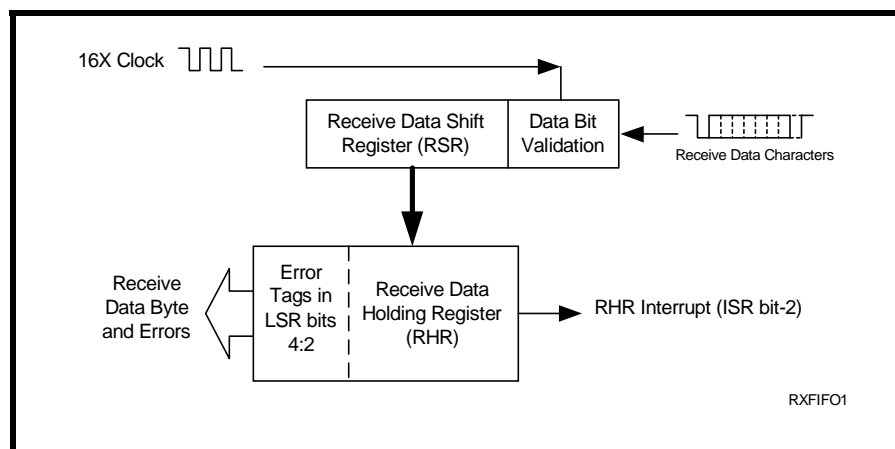 16X Clock
Receive Data Shift
Register (RSR)
Data Bit
Validation
Receive Data Characters
Receive
Data Byte
and Errors
Error
Tags in
LSR bits
4:2
Receive Data
Holding Register
(RHR)
RHR Interrupt (ISR bit-2)
RXFIFO1